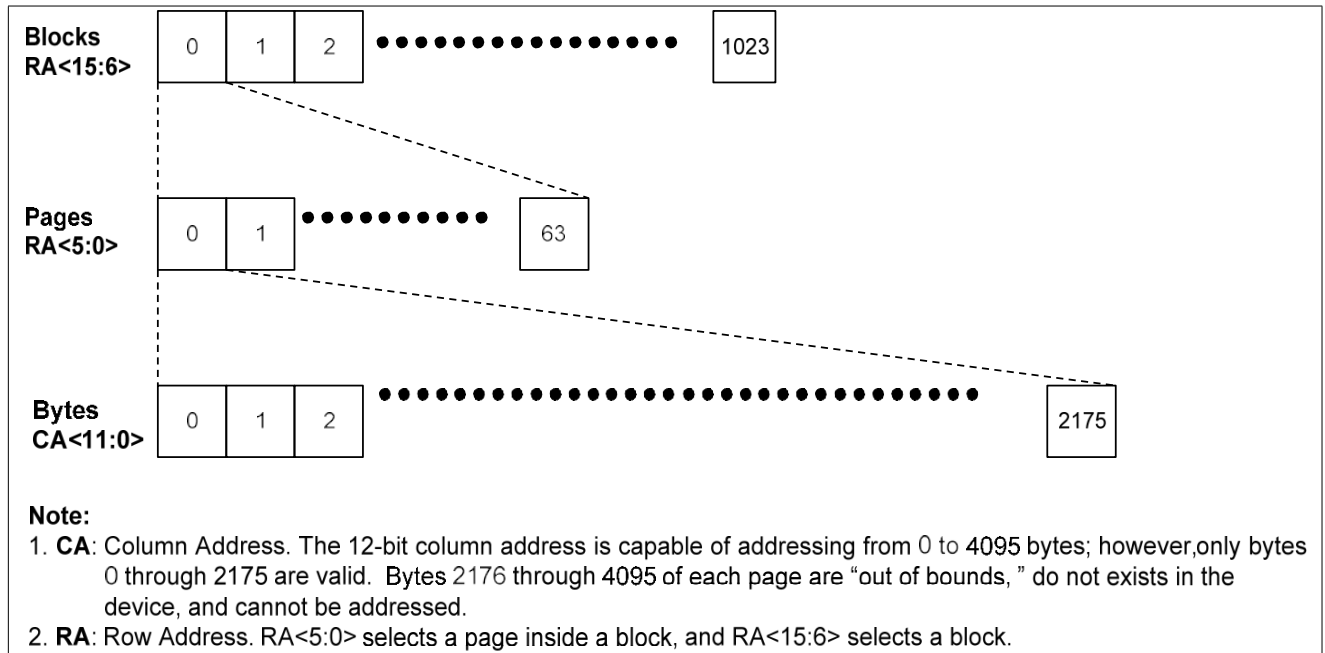 Blocks
RA<15:6>
0 1 2 1023
Pages
RA<5:0>
0 1 63
Bytes
CA<11:0>
0 1 2 2175
Note:
1. CA: Column Address. The 12-bit column address is capable of addressing from 0 to 4095 bytes; however,only bytes
0 through 2175 are valid. Bytes 2176 through 4095 of each page are “out of bounds, ” do not exists in the
device, and cannot be addressed.
2. RA: Row Address. RA<5:0> selects a page inside a block, and RA<15:6> selects a block.